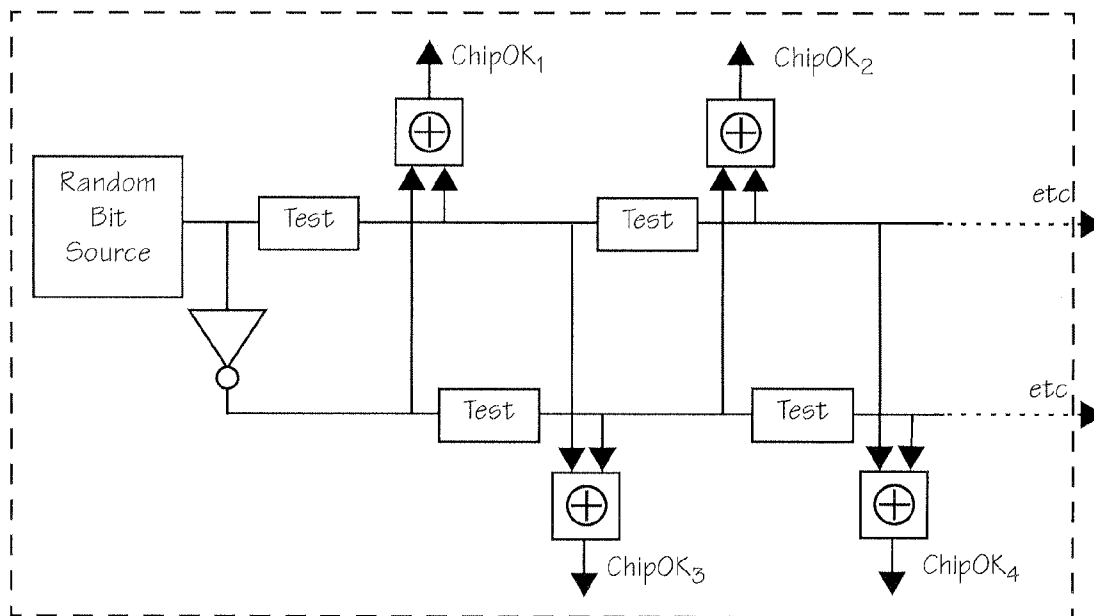 ChipOK1
ChipOK2
Random
Bit
Source
Test
Test
etc
Test
Test
etc
ChipOK3
ChipOK4